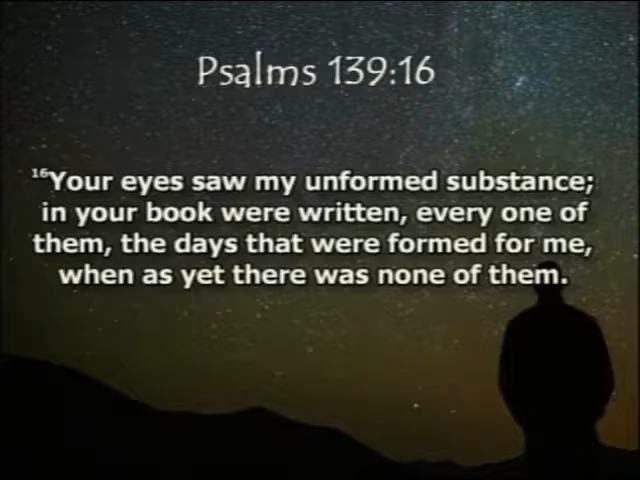 Psalms 139:16
16Your eyes saw my unformed substance;
in your book were written, every one of
them, the days that were formed for me,
when as yet there was none of them.